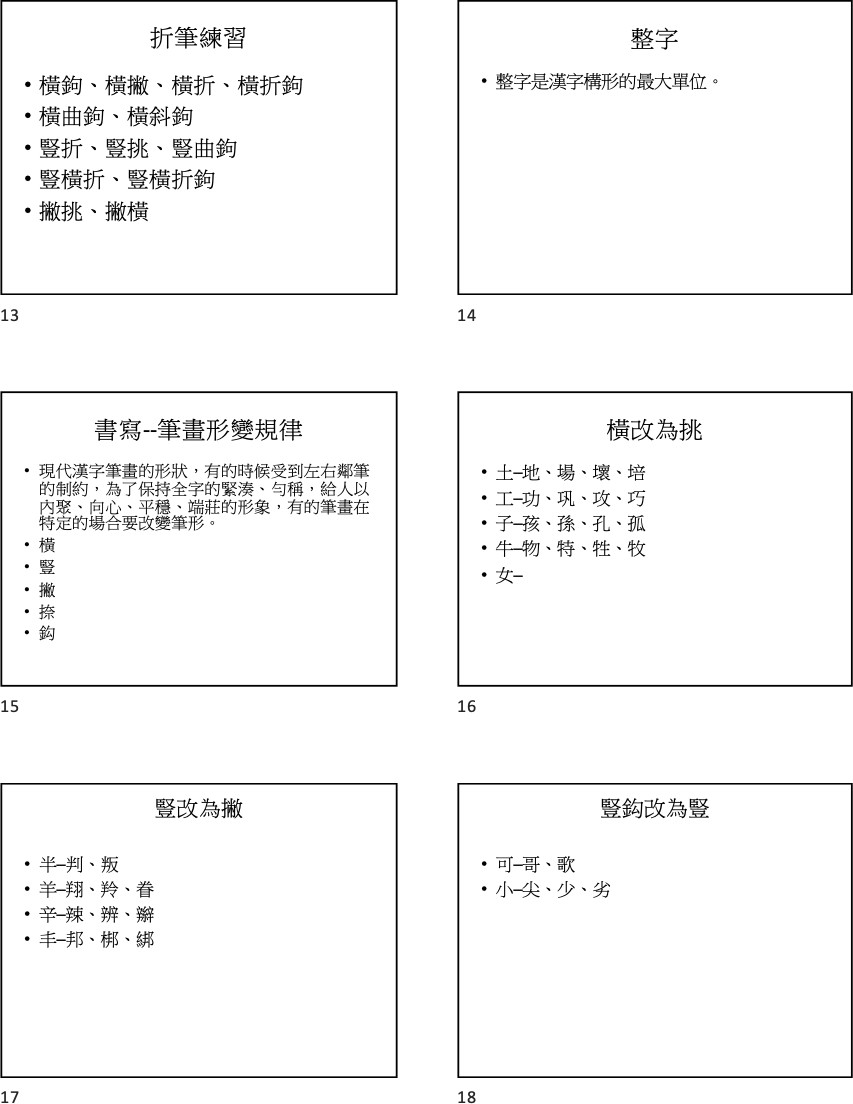 折筆練習
• 橫鉤、橫撇、橫折、橫折鉤
• 橫曲鉤、橫斜鉤
• 豎折、豎挑、豎曲鉤
• 豎橫折、豎橫折鉤
• 撇挑、撇橫
13
整字
• 整字是漢字構形的最大單位。
14
書寫--筆畫形變規律
• 現代漢字筆畫的形狀，有的時候受到左右鄰筆
的制約，為了保持全字的緊湊、勻稱，給人以
內聚、向心、平穩、端莊的形象，有的筆畫在
特定的場合要改變筆形。
• 橫
• 豎
• 撇
• 捺
• 鈎
15
橫改為挑
• 土–地、場、壞、培
• 工–功、巩、攻、巧
• 子–孩、孫、孔、孤
• 牛–物、特、牲、牧
• 女–
16
豎改為撇
• 半–判、叛
• 羊–翔、羚、眷
• 辛–辣、辨、辯
• 丰–邦、梆、綁
17
豎鈎改為豎
• 可–哥、歌
• 小–尖、少、劣
18